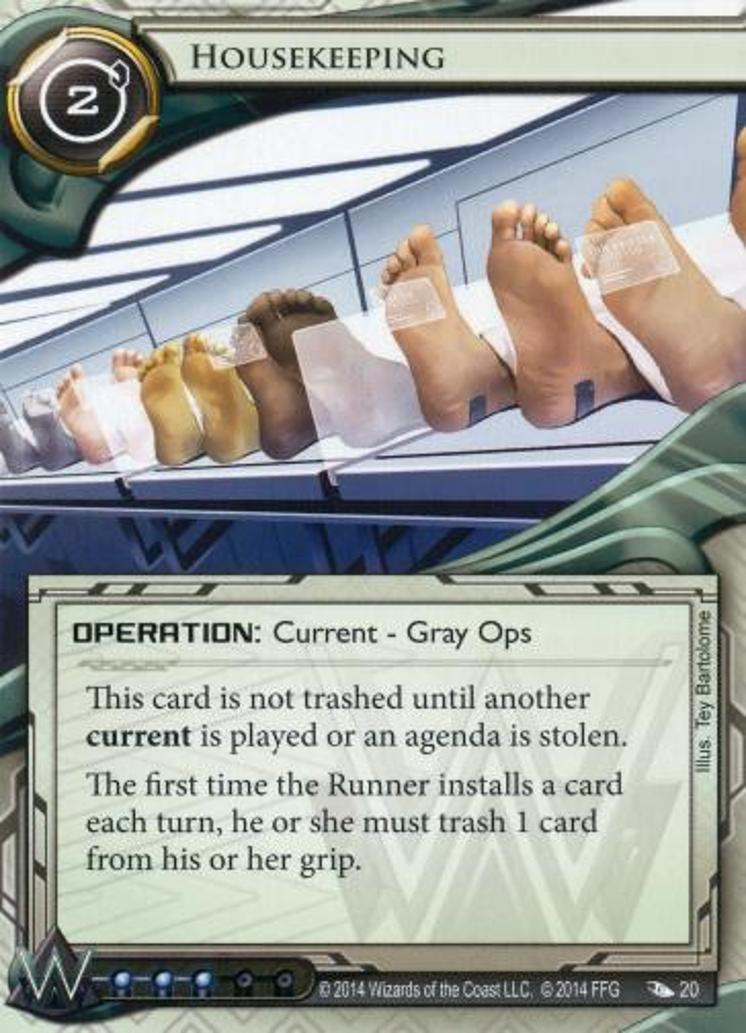 2
HOUSEKEEPING
OPERATION: Current - Gray Ops
This card is not trashed until another
current is played or an agenda is stolen.
The first time the Runner installs a card
each turn, he or she must trash 1 card
from his or her grip.
Illus. Tey Bartolome
© 2014 Wizards of the Coast LLC. © 2014 FFG
20